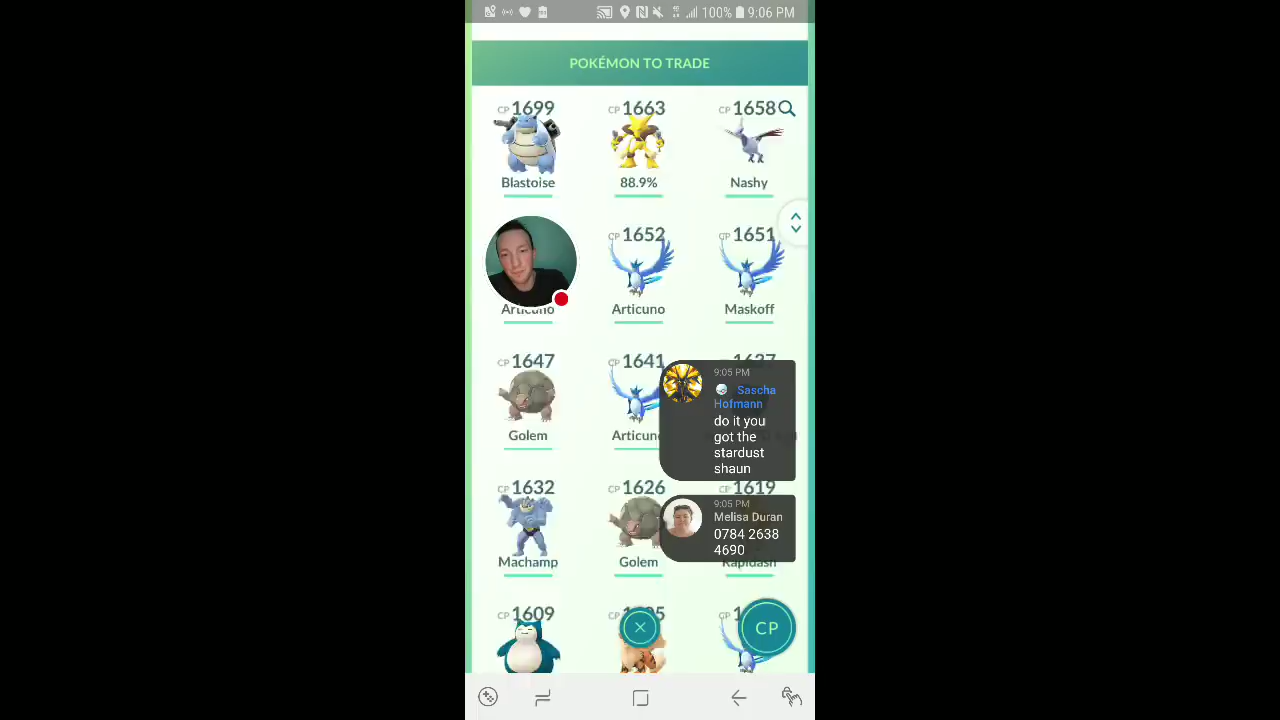 100% 9:06 PM
POKÉMON TO TRADE
CP 1699 CP 1663 CP 1658
Blastoise 88.9% Nashy
CP 1652 CP 1651
Articuno Articuno Maskoff
CP 1647 CP 1641
Golem
9:05 PM
Sascha
Hofmann
do it you
got the
stardust
shaun
CP 1632 CP 1626 1619
9:05 PM
Melisa Duran
0784 2638
4690
Machamp Golem Rapidash
CP 1609
CP